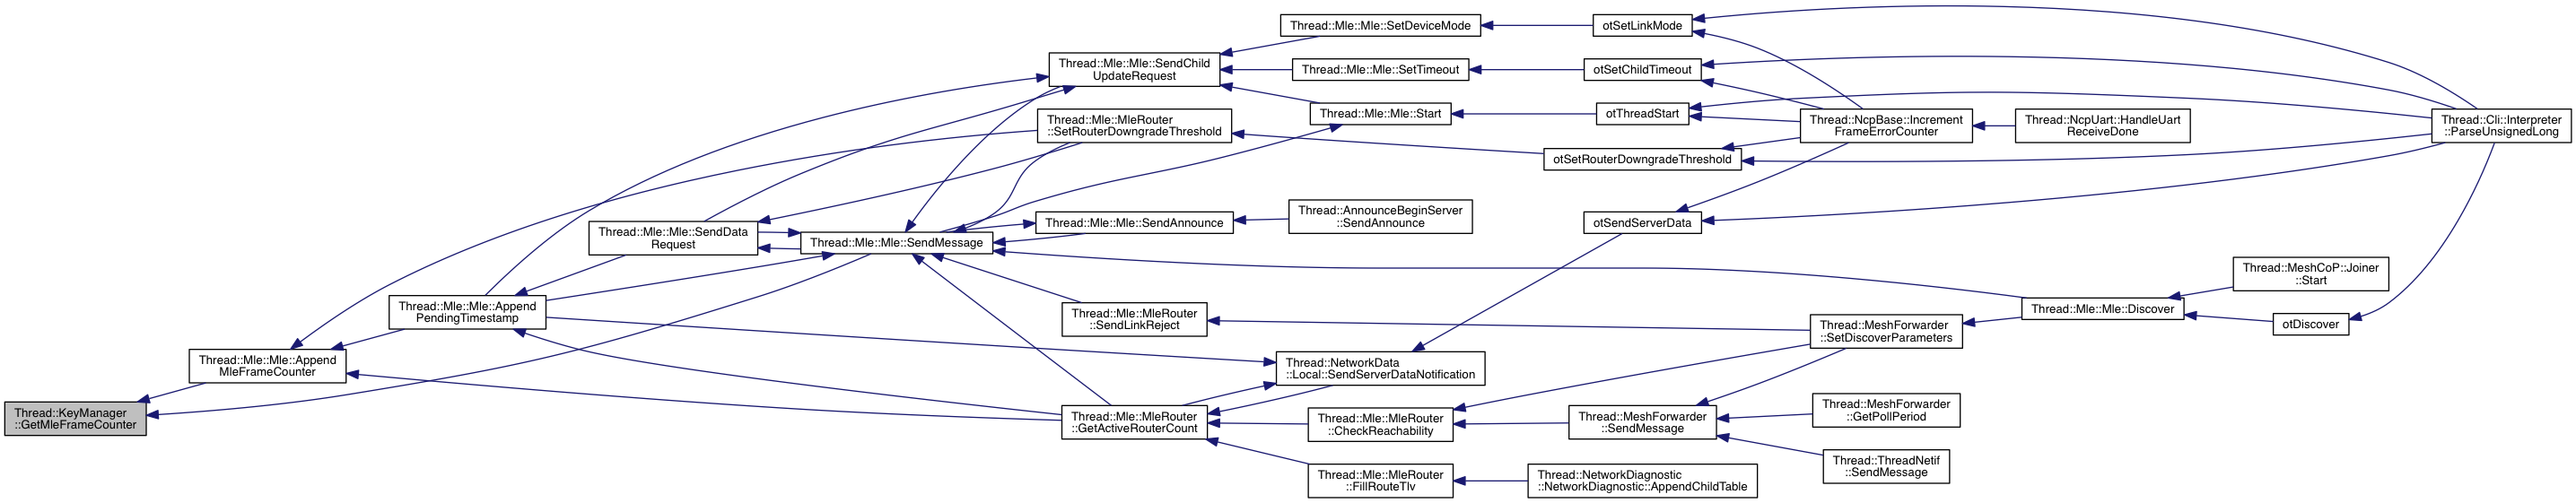 Thread::KeyManager
::GetMleFrameCounter
Thread::Mle::Mle::Append
MleFrameCounter
Thread::Mle::Mle::Append
PendingTimestamp
Thread::Mle::Mle::SendData
Request
Thread::Mle::Mle::SendMessage
Thread::Mle::Mle::SendChild
UpdateRequest
Thread::Mle::MleRouter
::SetRouterDowngradeThreshold
Thread::Mle::Mle::SendAnnounce
Thread::Mle::MleRouter
::SendLinkReject
Thread::Mle::MleRouter
::GetActiveRouterCount
Thread::Mle::Mle::SetDeviceMode
Thread::Mle::Mle::SetTimeout
Thread::Mle::Mle::Start
Thread::AnnounceBeginServer
::SendAnnounce
Thread::NetworkData
::Local::SendServerDataNotification
Thread::Mle::MleRouter
::CheckReachability
Thread::Mle::MleRouter
::FillRouteTlv
otSetLinkMode
otSetChildTimeout
otThreadStart
otSetRouterDowngradeThreshold
otSendServerData
Thread::MeshForwarder
::SendMessage
Thread::NetworkDiagnostic
::NetworkDiagnostic::AppendChildTable
Thread::NcpBase::Increment
FrameErrorCounter
Thread::MeshForwarder
::SetDiscoverParameters
Thread::MeshForwarder
::GetPollPeriod
Thread::ThreadNetif
::SendMessage
Thread::NcpUart::HandleUart
ReceiveDone
Thread::Mle::Mle::Discover
Thread::MeshCoP::Joiner
::Start
otDiscover
Thread::Cli::Interpreter
::ParseUnsignedLong